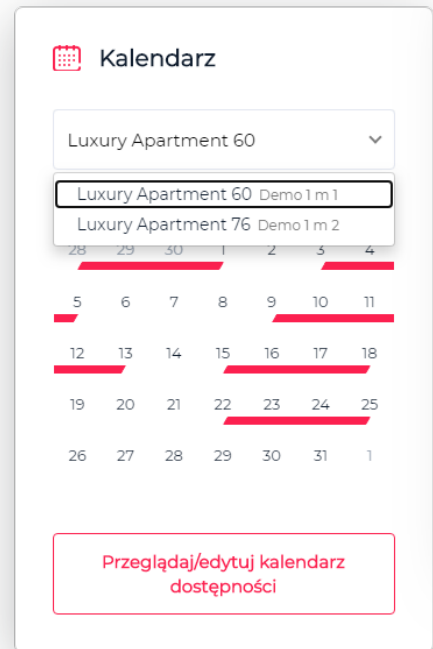 Kalendarz
Luxury Apartment 60
Luxury Apartment 60 Demo 1 m 1
Luxury Apartment 76 Demo 1 m 2
28 29 30 1 2 3 4
5 6 7 8 9 10 11
12 13 14 15 16 17 18
19 20 21 22 23 24 25
26 27 28 29 30 31 1
Przeglądaj/edytuj kalendarz
dostępności